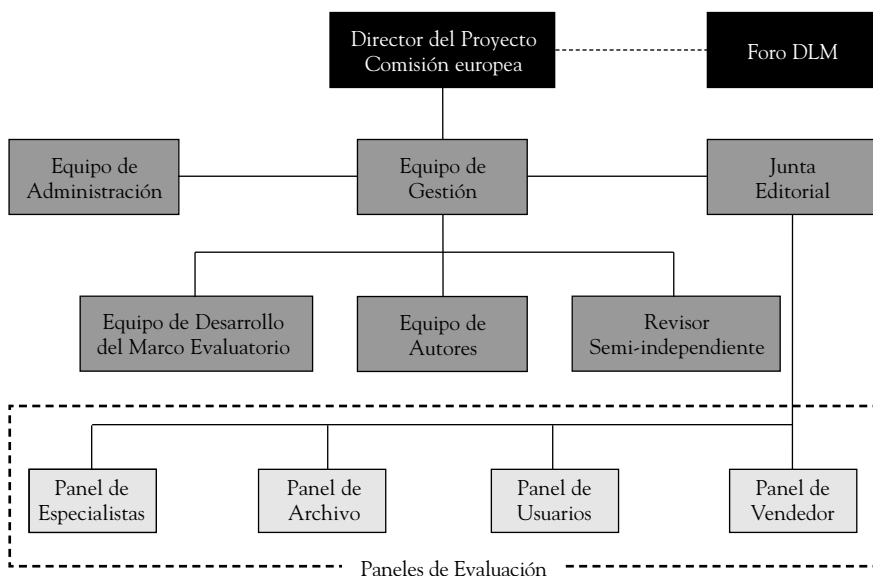 Director del Proyecto
Comisión europea
Foro DLM
Equipo de
Administración
Equipo de
Gestión
Junta
Editorial
Equipo de Desarrollo
del Marco Evaluatorio
Equipo de
Autores
Revisor
Semi-independiente
Panel de
Especialistas
Panel de
Archivo
Panel de
Usuarios
Panel de
Vendedor
Paneles de Evaluación